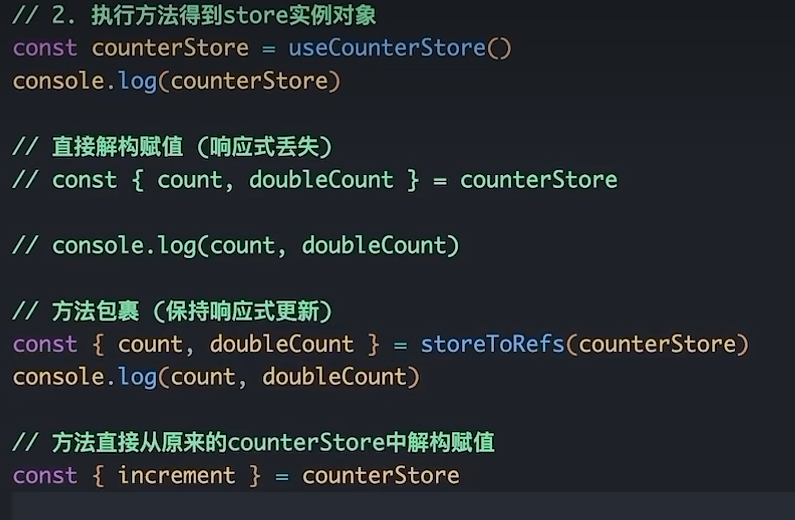 // 2. 执行方法得到store实例对象
const counterStore = useCounterStore()
console.log(counterStore)
// 直接解构赋值 (响应式丢失)
// const { count, doubleCount } = counterStore
// console.log(count, doubleCount)
// 方法包裹 (保持响应式更新)
const { count, doubleCount } = storeToRefs(counterStore)
console.log(count, doubleCount)
// 方法直接从原来的counterStore中解构赋值
const { increment } = counterStore